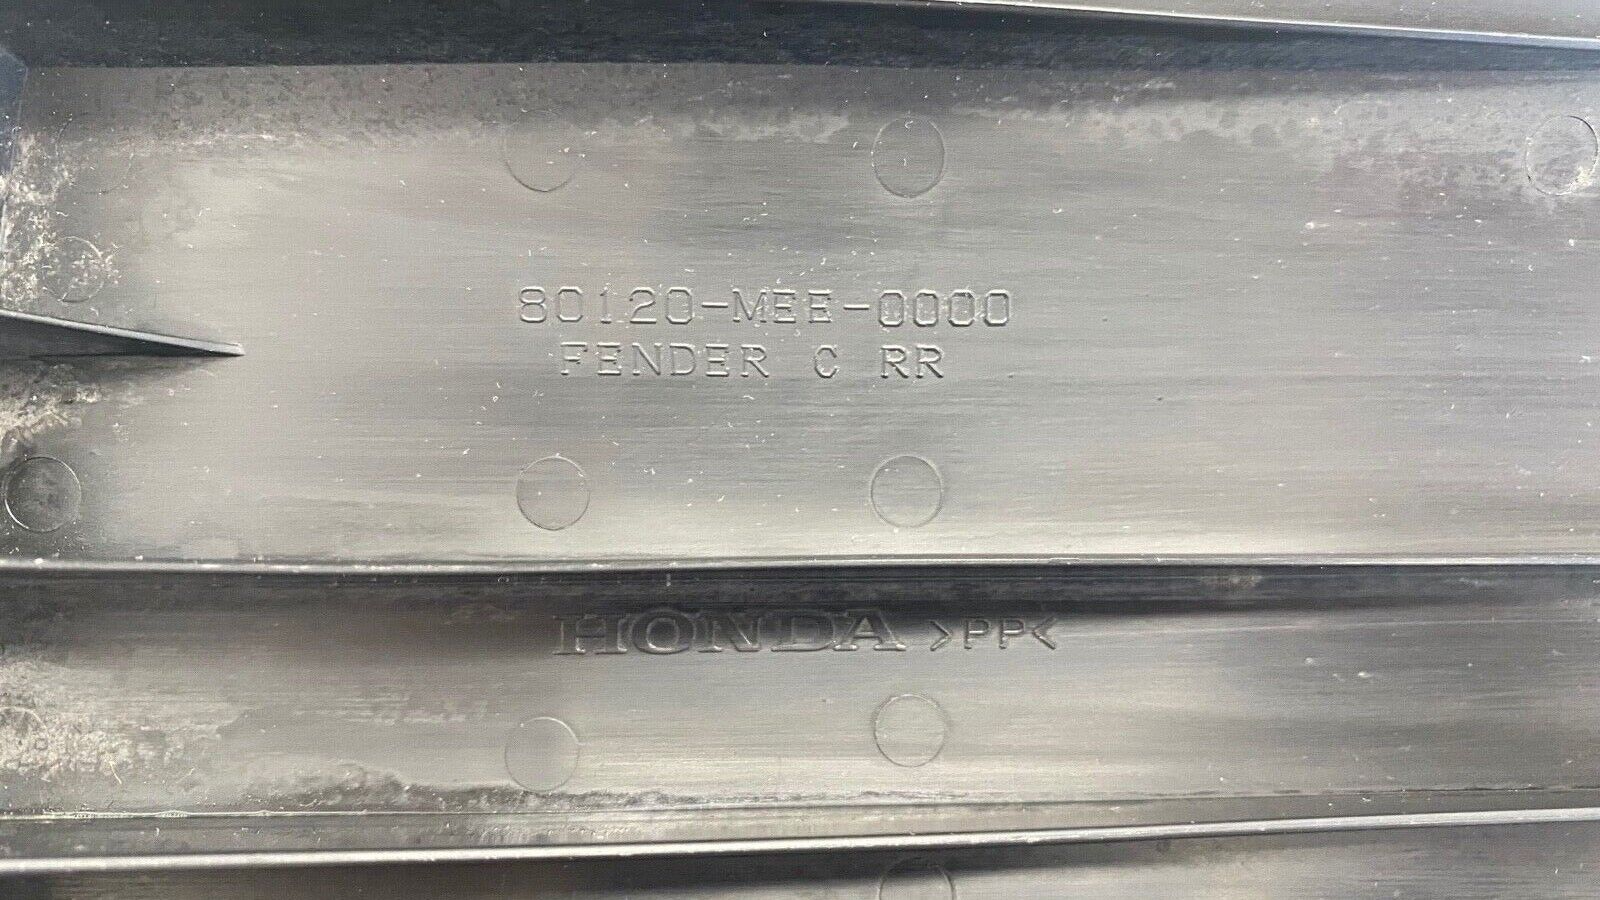 80120-MEE-0000
FENDER C RR
HONDA >PP<